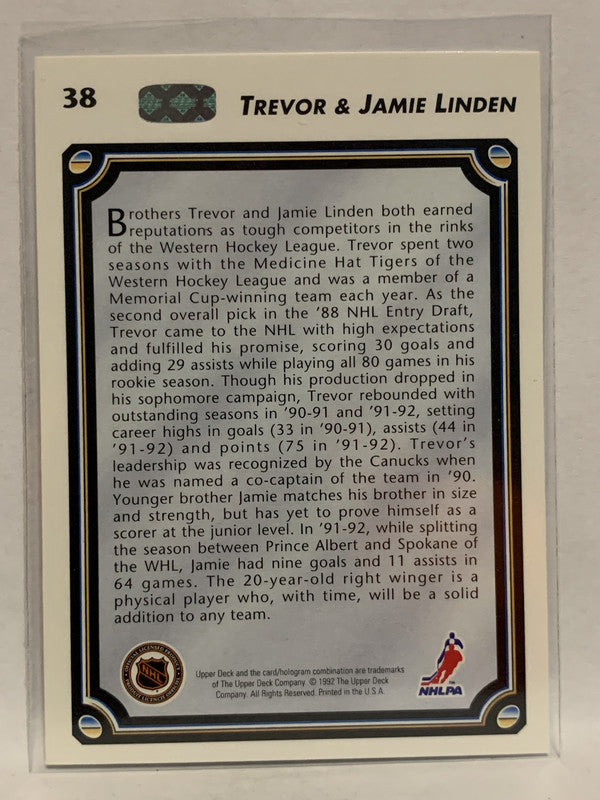 38
TREVOR & JAMIE LINDEN
Brothers Trevor and Jamie Linden both earned
reputations as tough competitors in the rinks
of the Western Hockey League. Trevor spent two
seasons with the Medicine Hat Tigers of the
Western Hockey League and was a member of a
Memorial Cup-winning team each year. As the
second overall pick in the '88 NHL Entry Draft,
Trevor came to the NHL with high expectations
and fulfilled his promise, scoring 30 goals and
adding 29 assists while playing all 80 games in his
rookie season. Though his production dropped in
his sophomore campaign, Trevor rebounded with
outstanding seasons in '90-91 and '91-92, setting
career highs in goals (33 in '90-91), assists (44 in
'91-92) and points (75 in '91-92). Trevor's
leadership was recognized by the Canucks when
he was named a co-captain of the team in '90.
Younger brother Jamie matches his brother in size
and strength, but has yet to prove himself as a
scorer at the junior level. In '91-92, while splitting
the season between Prince Albert and Spokane of
the WHL, Jamie had nine goals and 11 assists in
64 games. The 20-year-old right winger is a
physical player who, with time, will be a solid
addition to any team.
NHL
Upper Deck and the card/hologram combination are trademarks
of The Upper Deck Company. © 1992 The Upper Deck
Company. All Rights Reserved. Printed in the U.S.A.
NHLPA